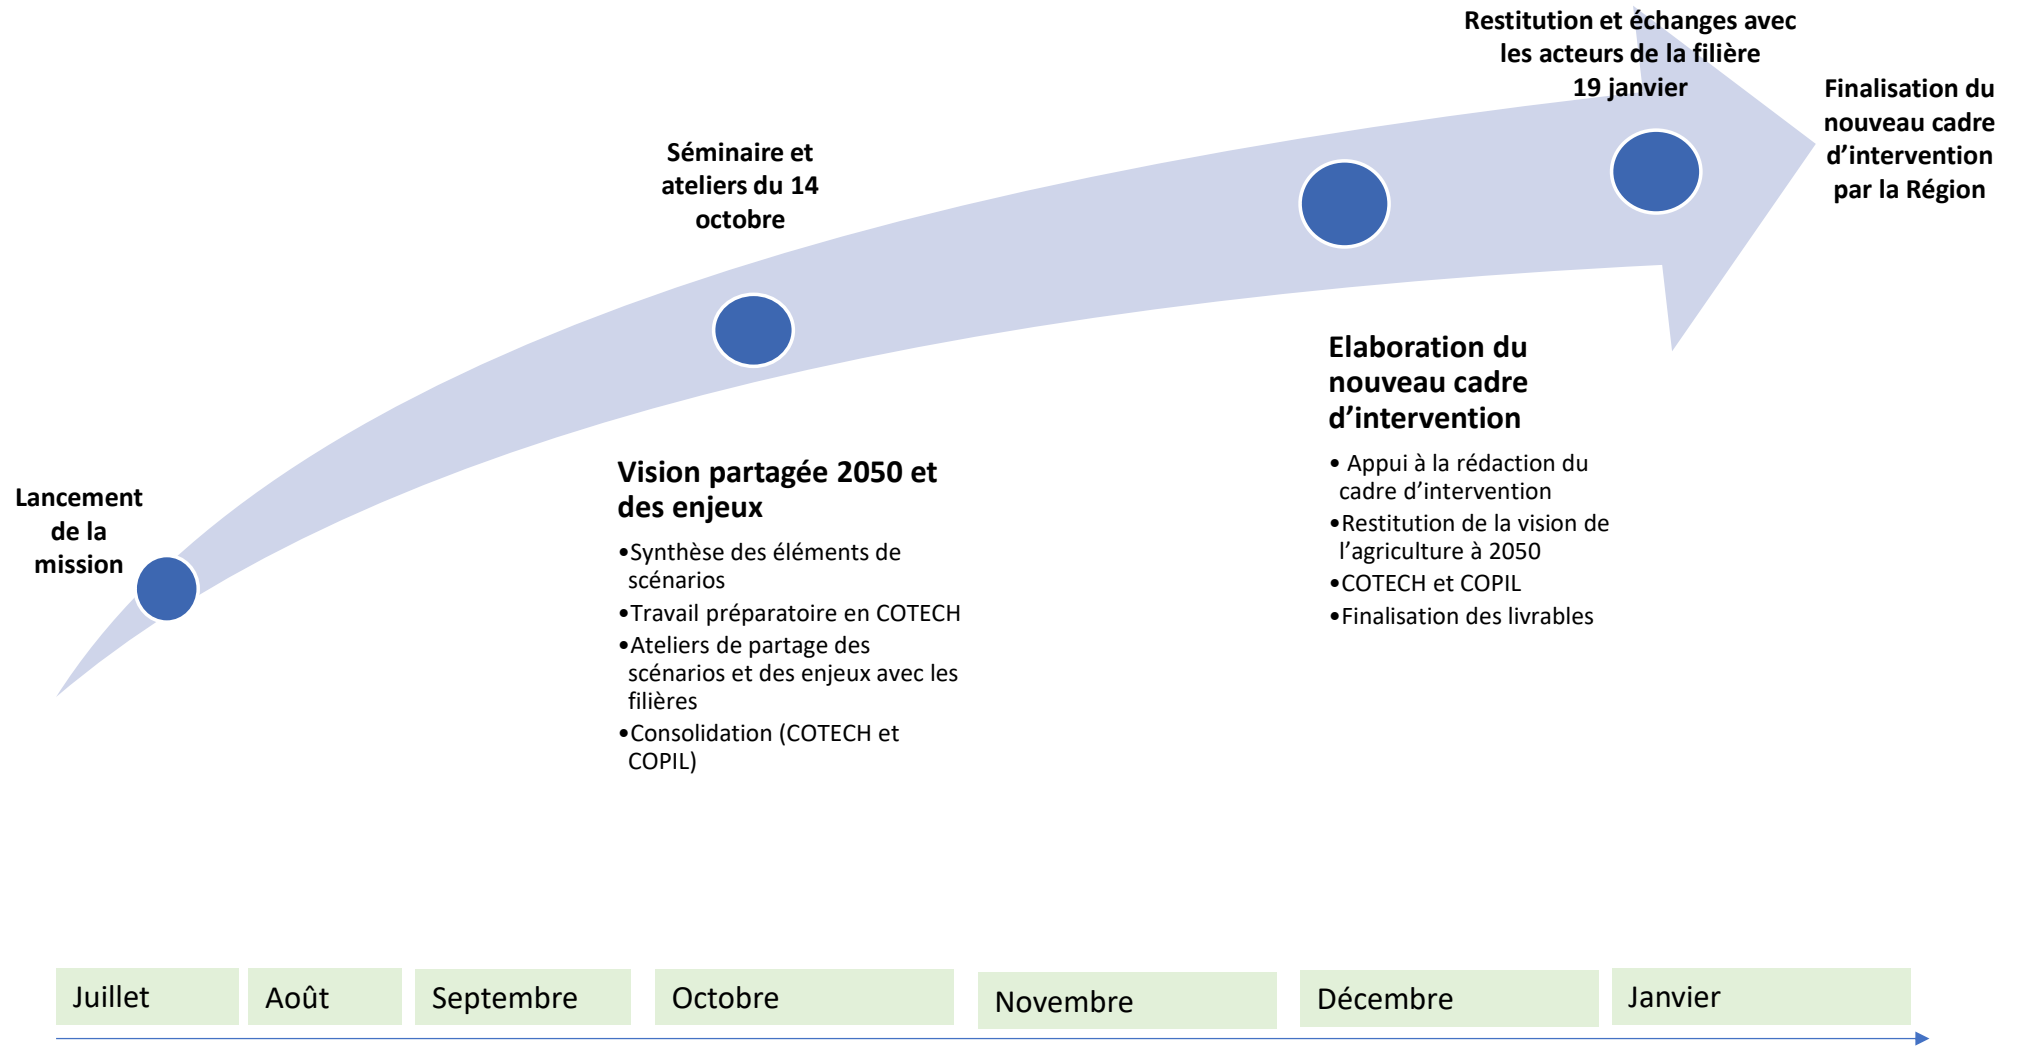 Restitution et échanges avec
les acteurs de la filière
19 janvier
Finalisation du
nouveau cadre
d’intervention
par la Région
Séminaire et
ateliers du 14
octobre
Lancement
de la
mission
Vision partagée 2050 et
des enjeux
•Synthèse des éléments de
scénarios
•Travail préparatoire en COTECH
•Ateliers de partage des
scénarios et des enjeux avec les
filières
•Consolidation (COTECH et
COPIL)
Elaboration du
nouveau cadre
d’intervention
• Appui à la rédaction du
cadre d’intervention
•Restitution de la vision de
l’agriculture à 2050
•COTECH et COPIL
•Finalisation des livrables
Juillet
Août
Septembre
Octobre
Novembre
Décembre
Janvier